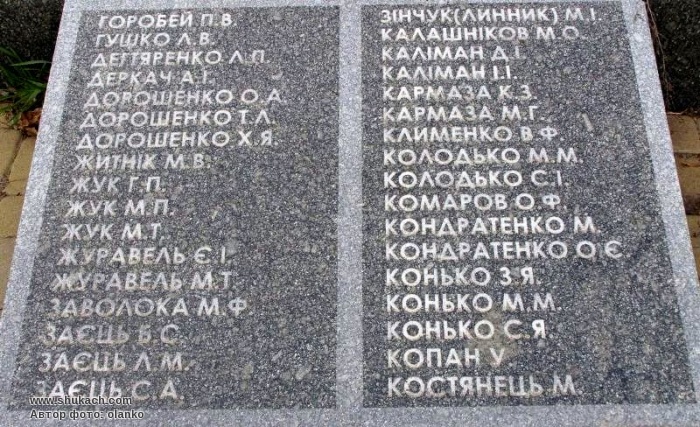 ГОРОБЕЙ П.В.
ГУШКО Л.В.
ДЕГТЯРЕНКО Л.П.
ДЕРКАЧ А.І.
ДОРОШЕНКО О.А.
ДОРОШЕНКО Т.Л.
ДОРОШЕНКО Х.Я.
ЖИТНІК М.В.
ЖУК Г.П.
ЖУК М.П.
ЖУК М.Т.
ЖУРАВЕЛЬ Є.І.
ЖУРАВЕЛЬ М.Т.
ЗАВОЛОКА М.Ф.
ЗАЄЦЬ Б.С.
ЗАЄЦЬ Л.М.
ЗАЄЦЬ С.А.
ЗІНЧУК(ЛИННИК) М.І.
КАЛАШНІКОВ М.О.
КАЛІМАН Д.І.
КАЛІМАН І.І.
КАРМАЗА К.З.
КАРМАЗА М.Г.
КЛИМЕНКО В.Ф.
КОЛОДЬКО М.М.
КОЛОДЬКО С.І.
КОМАРОВ О.Ф.
КОНДРАТЕНКО М.
КОНДРАТЕНКО О.Є.
КОНЬКО З.Я.
КОНЬКО М.М.
КОНЬКО С.Я
КОПАН У
КОСТЯНЕЦЬ М.
www.shukach.com
Автор фото: olanko